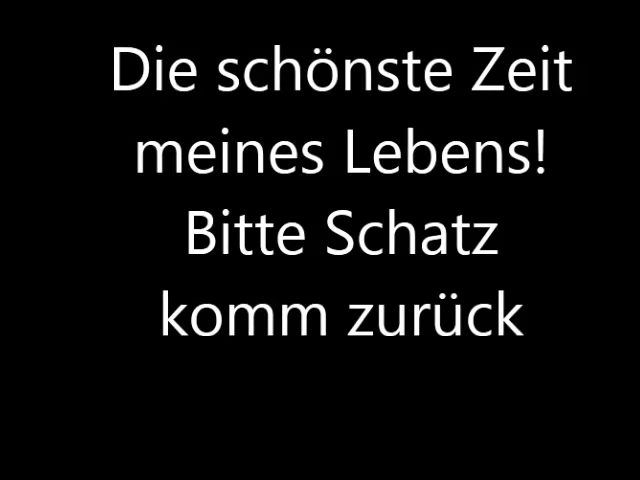 Die schönste Zeit
meines Lebens!
Bitte Schatz
komm zurück